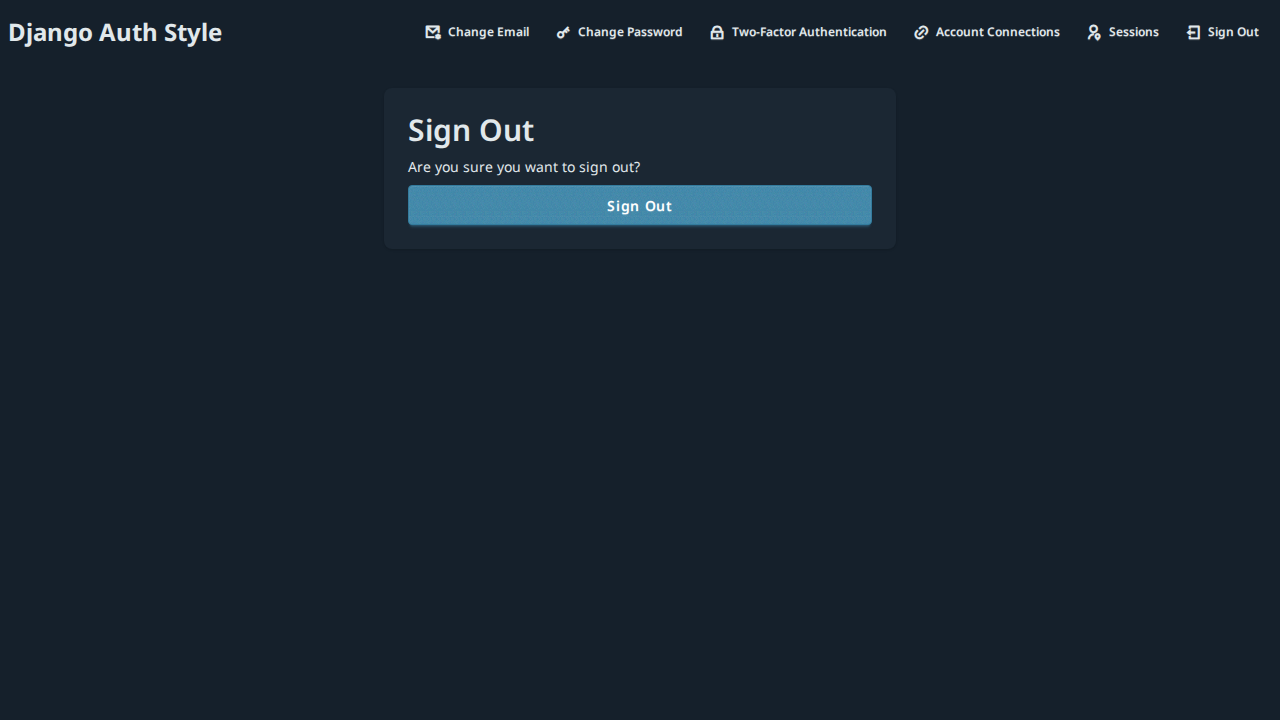 Django Auth Style
Change Email
Change Password
Two-Factor Authentication
Account Connections
Sessions
Sign Out
Sign Out
Are you sure you want to sign out?
Sign Out